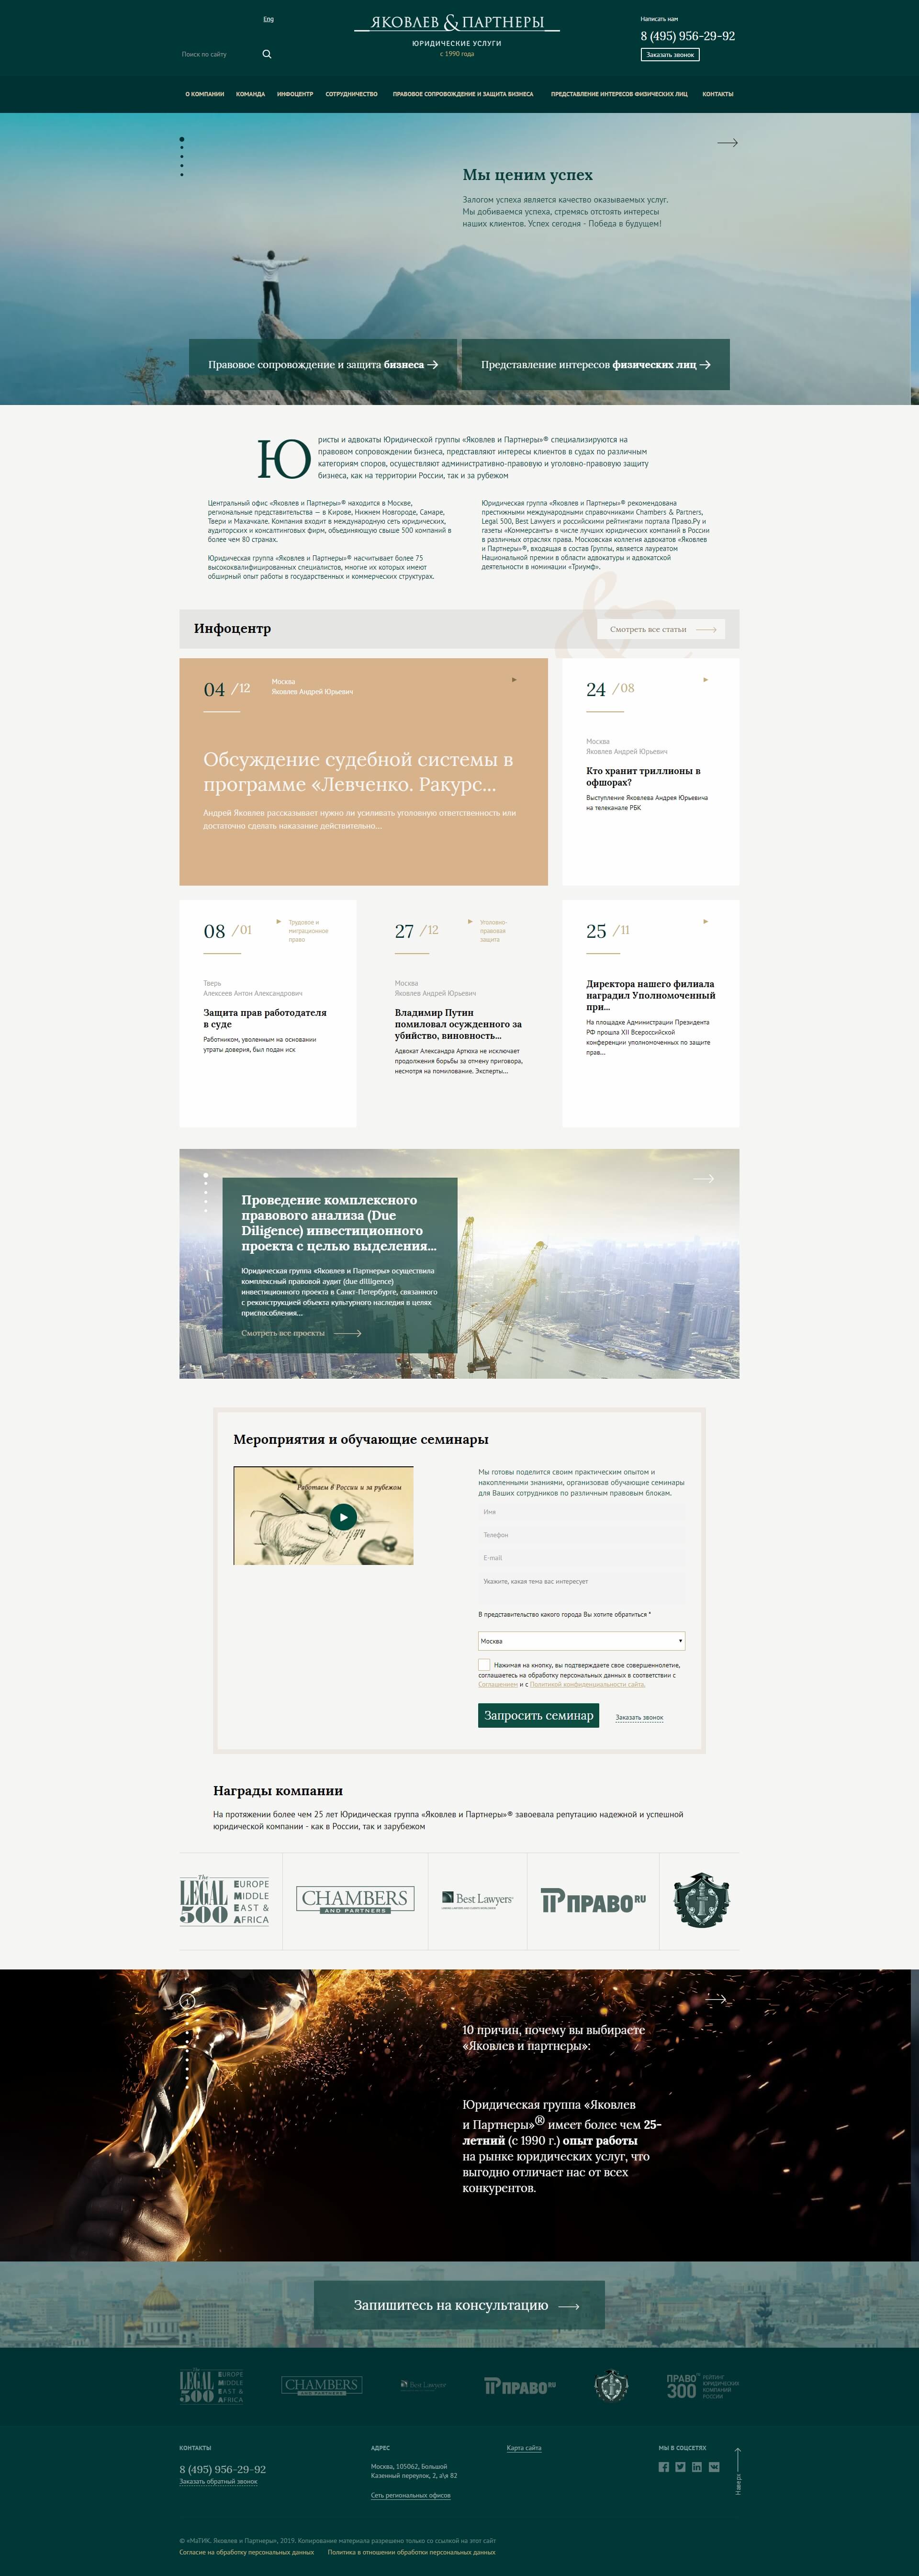 Eng
Поиск по сайту
ЯКОВЛЕВ & ПАРТНЕРЫ
ЮРИДИЧЕСКИЕ УСЛУГИ
с 1990 года
Написать нам
8 (495) 956-29-92
Заказать звонок
О КОМПАНИИ КОМАНДА ИНФОЦЕНТР СОТРУДНИЧЕСТВО ПРАВОВОЕ СОПРОВОЖДЕНИЕ И ЗАЩИТА БИЗНЕСА ПРЕДСТАВЛЕНИЕ ИНТЕРЕСОВ ФИЗИЧЕСКИХ ЛИЦ КОНТАКТЫ
Мы ценим успех
Залогом успеха является качество оказываемых услуг.
Мы добиваемся успеха, стремясь отстоять интересы
наших клиентов. Успех сегодня - Победа в будущем!
Правовое сопровождение и защита бизнеса
Представление интересов физических лиц
Юристы и адвокаты Юридической группы «Яковлев и Партнеры»® специализируются на
правовом сопровождении бизнеса, представляют интересы клиентов в судах по различным
категориям споров, осуществляют административно-правовую и уголовно-правовую защиту
бизнеса, как на территории России, так и за рубежом
Центральный офис «Яковлев и Партнеры»® находится в Москве,
региональные представительства — в Кирове, Нижнем Новгороде, Самаре,
Твери и Махачкале. Компания входит в международную сеть юридических,
аудиторских и консалтинговых фирм, объединяющую свыше 500 компаний в
более чем 80 странах.
Юридическая группа «Яковлев и Партнеры»® насчитывает более 75
высококвалифицированных специалистов, многие их которых имеют
обширный опыт работы в государственных и коммерческих структурах.
Юридическая группа «Яковлев и Партнеры»® рекомендована
престижными международными справочниками Chambers & Partners,
Legal 500, Best Lawyers и российскими рейтингами портала Право.Ру и
газеты «Коммерсантъ» в числе лучших юридических компаний в России
в различных отраслях права. Московская коллегия адвокатов «Яковлев
и Партнеры»®, входящая в состав Группы, является лауреатом
Национальной премии в области адвокатуры и адвокатской
деятельности в номинации «Триумф».
Инфоцентр
Смотреть все статьи
04 /12
Москва
Яковлев Андрей Юрьевич
Обсуждение судебной системы в
программе «Левченко. Ракурс...
Андрей Яковлев рассказывает нужно ли усиливать уголовную ответственность или
достаточно сделать наказание действительно...
24 /08
Москва
Яковлев Андрей Юрьевич
Кто хранит триллионы в
офшорах?
Выступление Яковлева Андрея Юрьевича
на телеканале РБК
08 /01
Трудовое и
миграционное
право
Тверь
Алексеев Антон Александрович
Защита прав работодателя
в суде
Работником, уволенным на основании
утраты доверия, был подан иск
27 /12
Уголовно-
правовая
защита
Москва
Яковлев Андрей Юрьевич
Владимир Путин
помиловал осужденного за
убийство, виновность...
Адвокат Александра Артюха не исключает
продолжения борьбы за отмену приговора,
несмотря на помилование. Эксперты...
25 /11
Директора нашего филиала
наградил Уполномоченный
при...
На площадке Администрации Президента
РФ прошла XII Всероссийской
конференции уполномоченных по защите
прав...
Проведение комплексного
правового анализа (Due
Diligence) инвестиционного
проекта с целью выделения...
Юридическая группа «Яковлев и Партнеры» осуществила
комплексный правовой аудит (due dilligence)
инвестиционного проекта в Санкт-Петербурге, связанного
с реконструкцией объекта культурного наследия в целях
приспособления...
Смотреть все проекты
Мероприятия и обучающие семинары
Работаем в России и за рубежом
Мы готовы поделится своим практическим опытом и
накопленными знаниями, организовав обучающие семинары
для Ваших сотрудников по различным правовым блокам.
Имя
Телефон
E-mail
Укажите, какая тема вас интересует
В представительство какого города Вы хотите обратиться *
Москва
Нажимая на кнопку, вы подтверждаете свое совершеннолетие,
соглашаетесь на обработку персональных данных в соответствии с
Соглашением и с Политикой конфиденциальности сайта.
Запросить семинар
Заказать звонок
Награды компании
На протяжении более чем 25 лет Юридическая группа «Яковлев и Партнеры»® завоевала репутацию надежной и успешной
юридической компании - как в России, так и зарубежом
The LEGAL 500 EUROPE MIDDLE EAST & AFRICA
CHAMBERS AND PARTNERS
Best Lawyers
ПРАВО RU
10 причин, почему вы выбираете
«Яковлев и партнеры»:
Юридическая группа «Яковлев
и Партнеры»® имеет более чем 25-
летний (с 1990 г.) опыт работы
на рынке юридических услуг, что
выгодно отличает нас от всех
конкурентов.
Запишитесь на консультацию
The LEGAL 500 EUROPE MIDDLE EAST & AFRICA
CHAMBERS AND PARTNERS
Best Lawyers
ПРАВО RU
ПРАВО 300 РЕЙТИНГ ЮРИДИЧЕСКИХ КОМПАНИЙ РОССИИ
КОНТАКТЫ
8 (495) 956-29-92
Заказать обратный звонок
АДРЕС
Москва, 105062, Большой
Казенный переулок, 2, а\я 82
Сеть региональных офисов
Карта сайта
МЫ В СОЦСЕТЯХ
Наверх
© «МаТИК. Яковлев и Партнеры», 2019. Копирование материала разрешено только со ссылкой на этот сайт
Согласие на обработку персональных данных
Политика в отношении обработки персональных данных